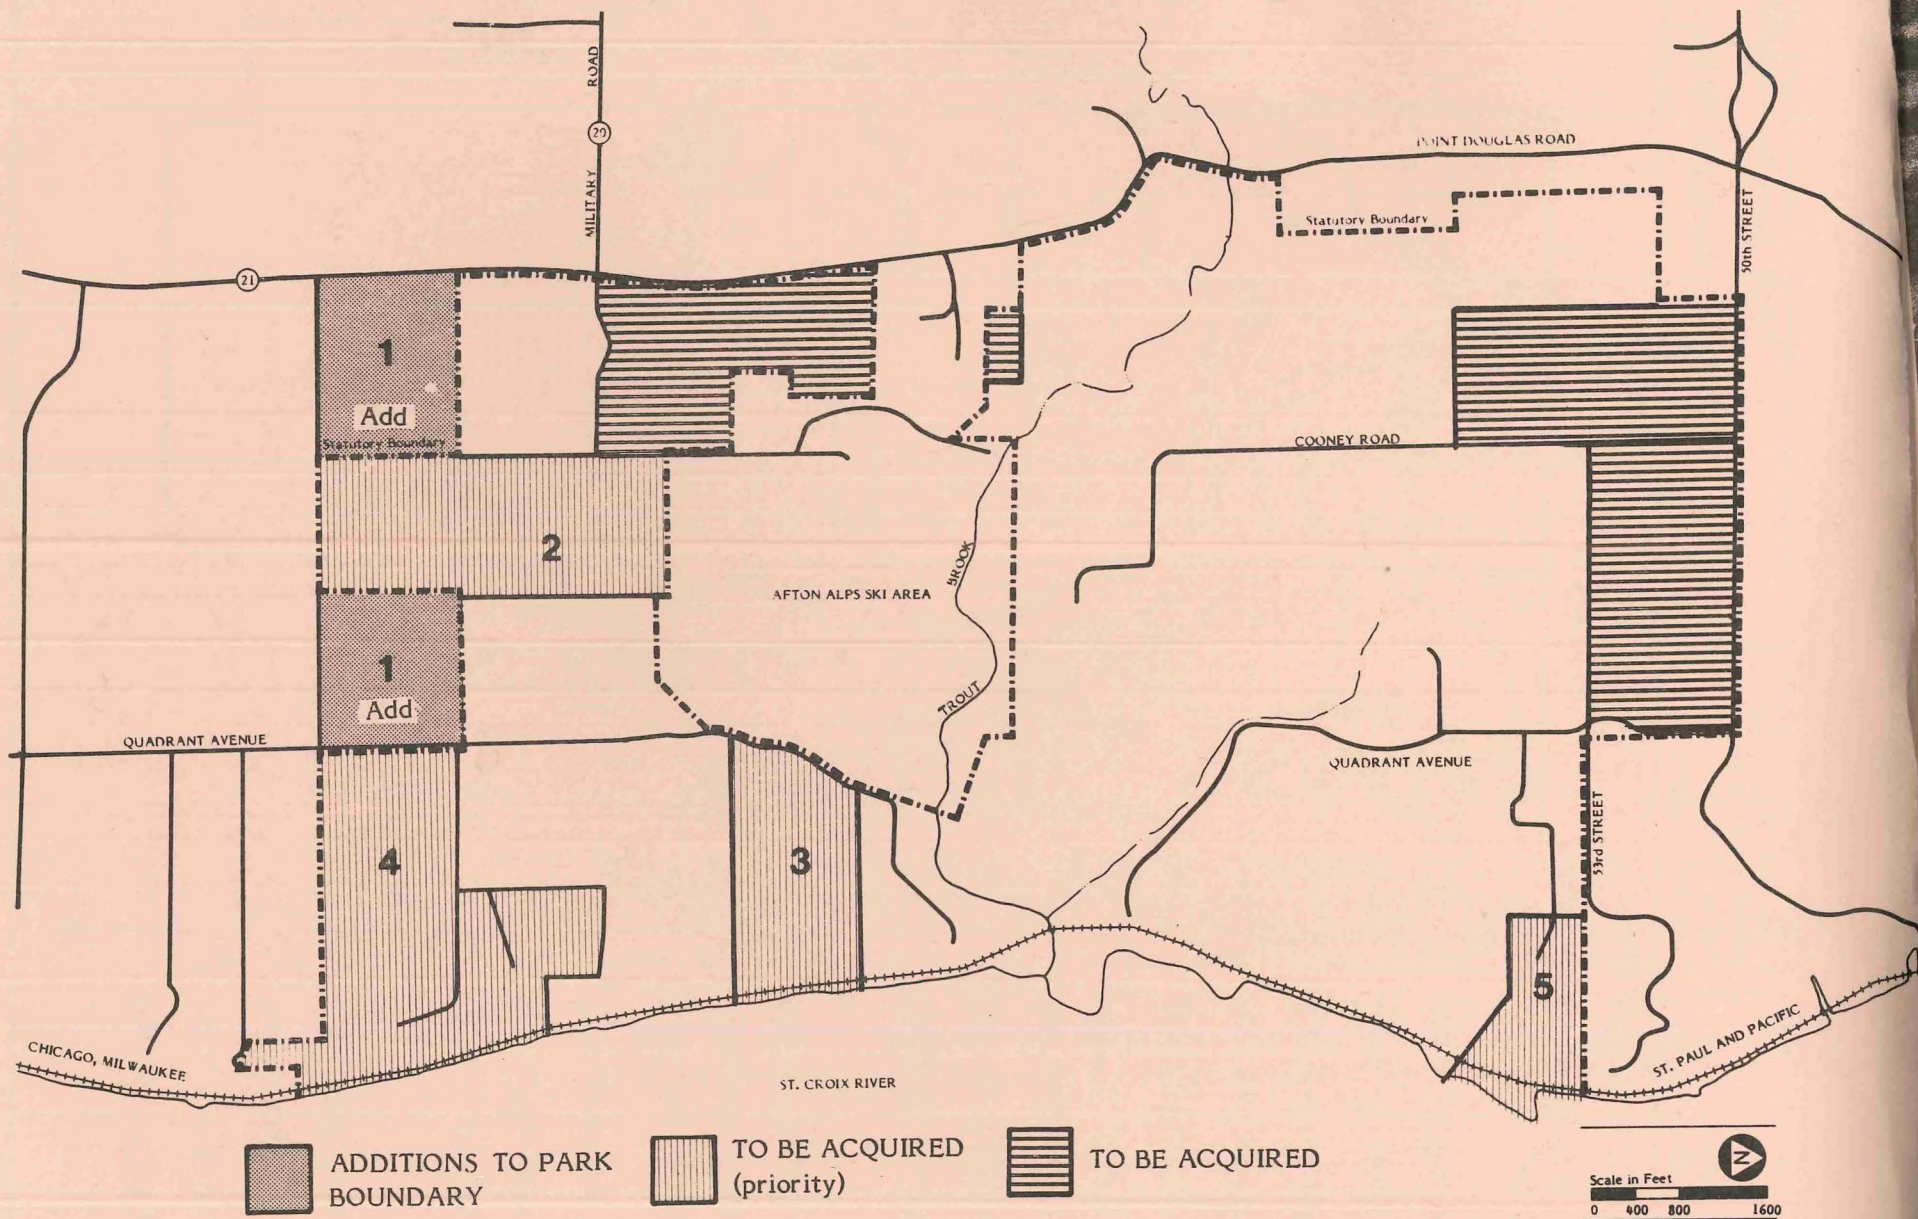 MILITARY ROAD
20
POINT DOUGLAS ROAD
Statutory Boundary
50th STREET
21
1
Add
Statutory Boundary
COONEY ROAD
2
AFTON ALPS SKI AREA
TROUT BROOK
1
Add
QUADRANT AVENUE
QUADRANT AVENUE
53rd STREET
4
3
5
CHICAGO, MILWAUKEE
ST. PAUL AND PACIFIC
ST. CROIX RIVER
ADDITIONS TO PARK
BOUNDARY
TO BE ACQUIRED
(priority)
TO BE ACQUIRED
N
Scale in Feet
0 400 800 1600